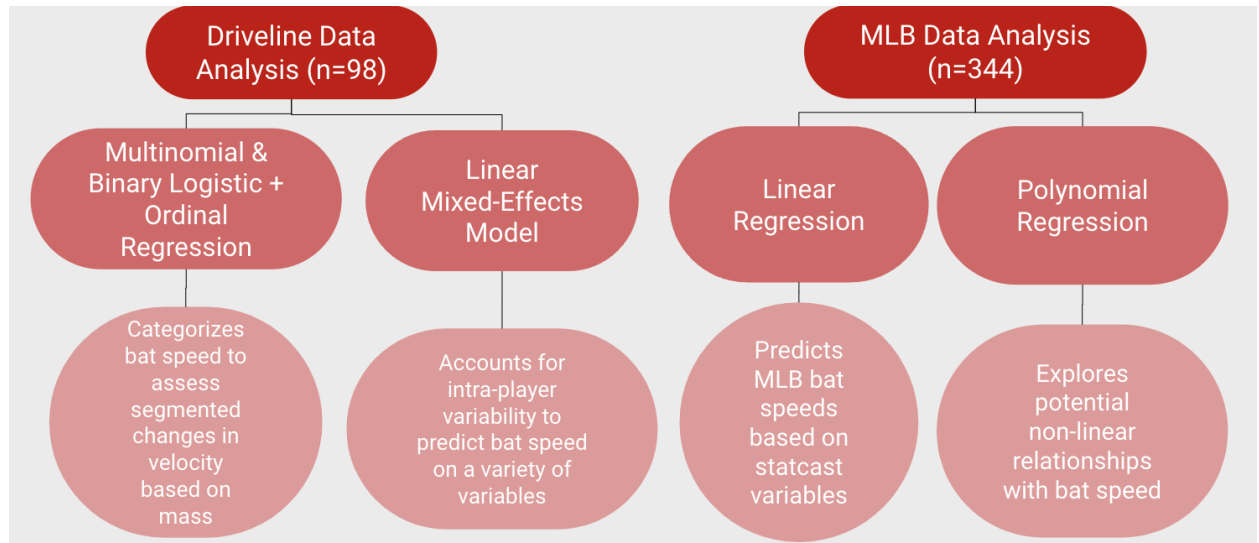 Driveline Data
Analysis (n=98)
MLB Data Analysis
(n=344)
Multinomial &
Binary Logistic +
Ordinal
Regression
Linear
Mixed-Effects
Model
Linear
Regression
Polynomial
Regression
Categorizes
bat speed to
assess
segmented
changes in
velocity
based on
mass
Accounts for
intra-player
variability to
predict bat speed
on a variety of
variables
Predicts
MLB bat
speeds
based on
statcast
variables
Explores
potential
non-linear
relationships
with bat speed